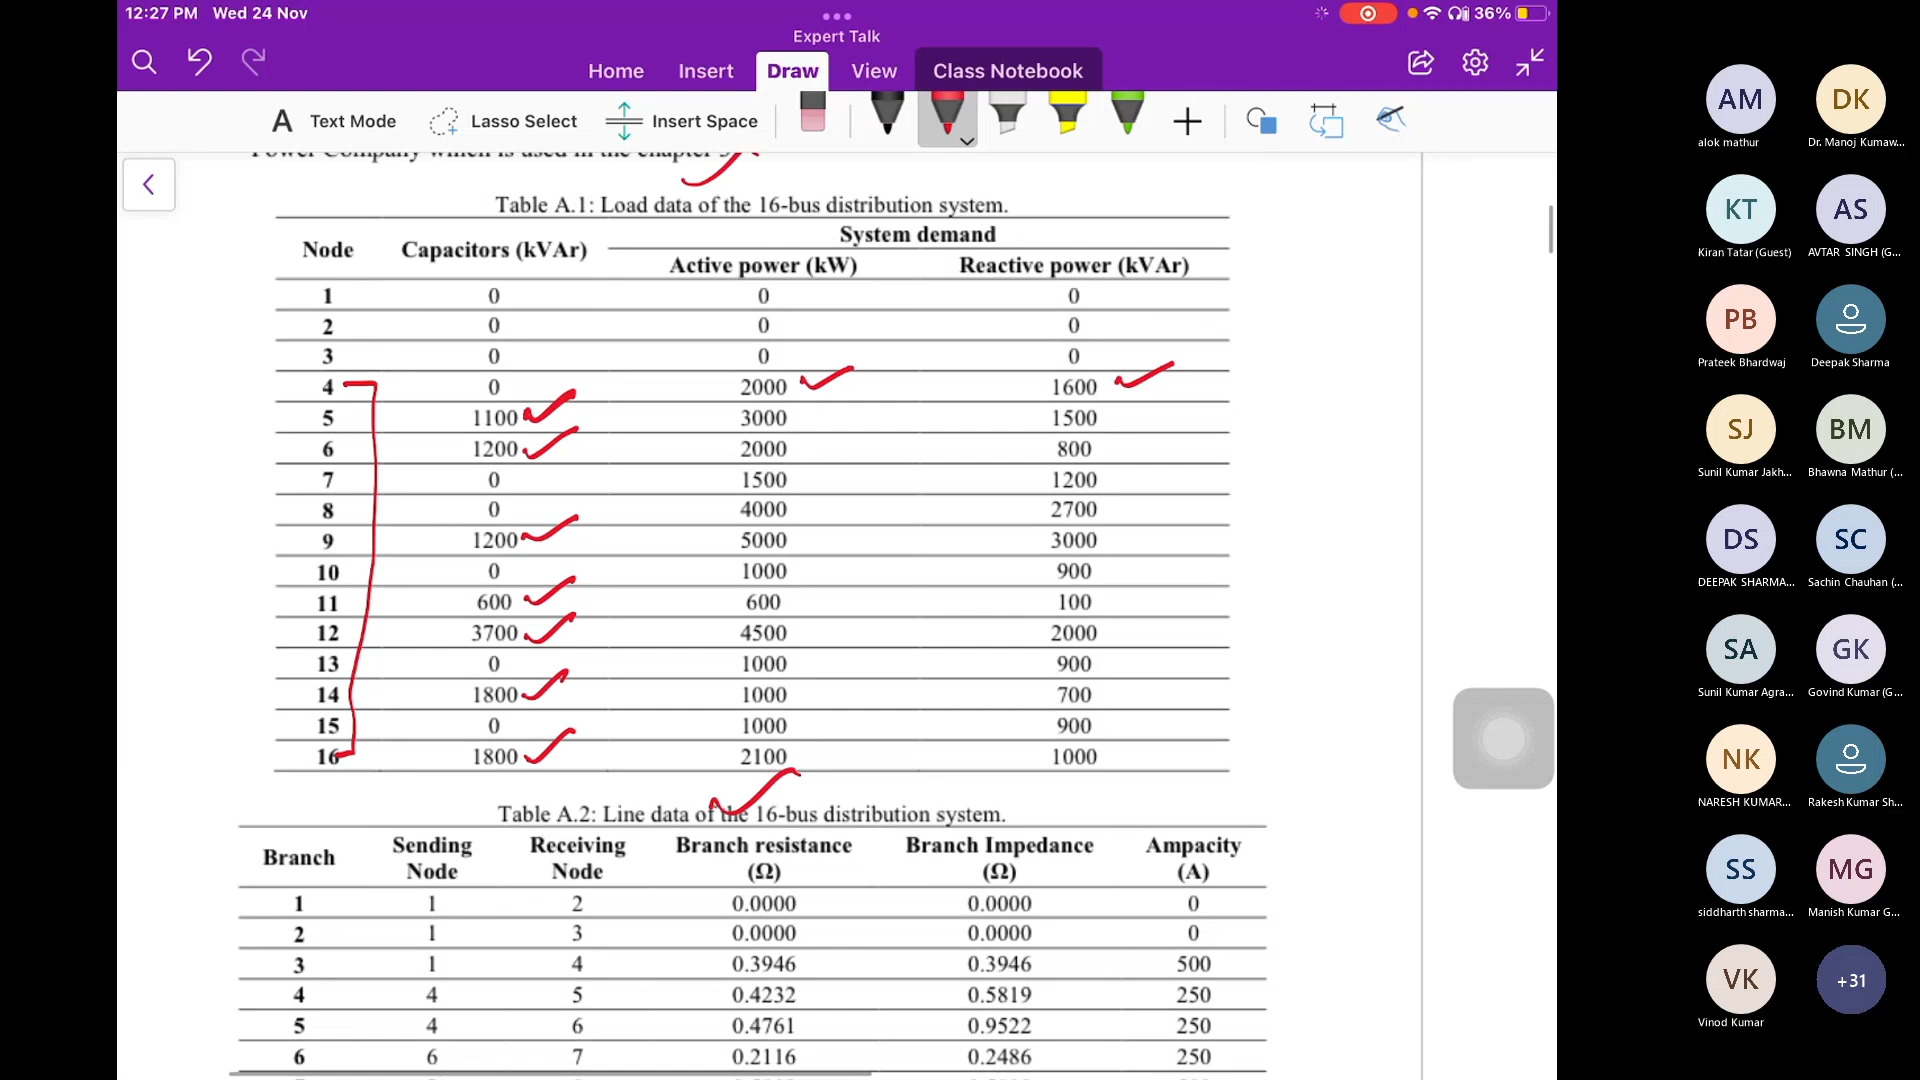 12:27 PM Wed 24 Nov
36%
Expert Talk
Home Insert Draw View Class Notebook
A Text Mode Lasso Select Insert Space
Power Company which is used in the chapter
Table A.1: Load data of the 16-bus distribution system.
Node Capacitors (kVAr) System demand
Active power (kW) Reactive power (kVAr)
1 0 0 0
2 0 0 0
3 0 0 0
4 0 2000 1600
5 1100 3000 1500
6 1200 2000 800
7 0 1500 1200
8 0 4000 2700
9 1200 5000 3000
10 0 1000 900
11 600 600 100
12 3700 4500 2000
13 0 1000 900
14 1800 1000 700
15 0 1000 900
16 1800 2100 1000
Table A.2: Line data of the 16-bus distribution system.
Branch Sending Node Receiving Node Branch resistance (Ω) Branch Impedance (Ω) Ampacity (A)
1 1 2 0.0000 0.0000 0
2 1 3 0.0000 0.0000 0
3 1 4 0.3946 0.3946 500
4 4 5 0.4232 0.5819 250
5 4 6 0.4761 0.9522 250
6 6 7 0.2116 0.2486 250
AM DK
alok mathur Dr. Manoj Kumaw...
KT AS
Kiran Tatar (Guest) AVTAR SINGH (G...
PB
Prateek Bhardwaj Deepak Sharma
SJ BM
Sunil Kumar Jakh... Bhawna Mathur (...
DS SC
DEEPAK SHARMA... Sachin Chauhan (...
SA GK
Sunil Kumar Agra... Govind Kumar (G...
NK
NARESH KUMAR... Rakesh Kumar Sh...
SS MG
siddharth sharma... Manish Kumar G...
VK +31
Vinod Kumar